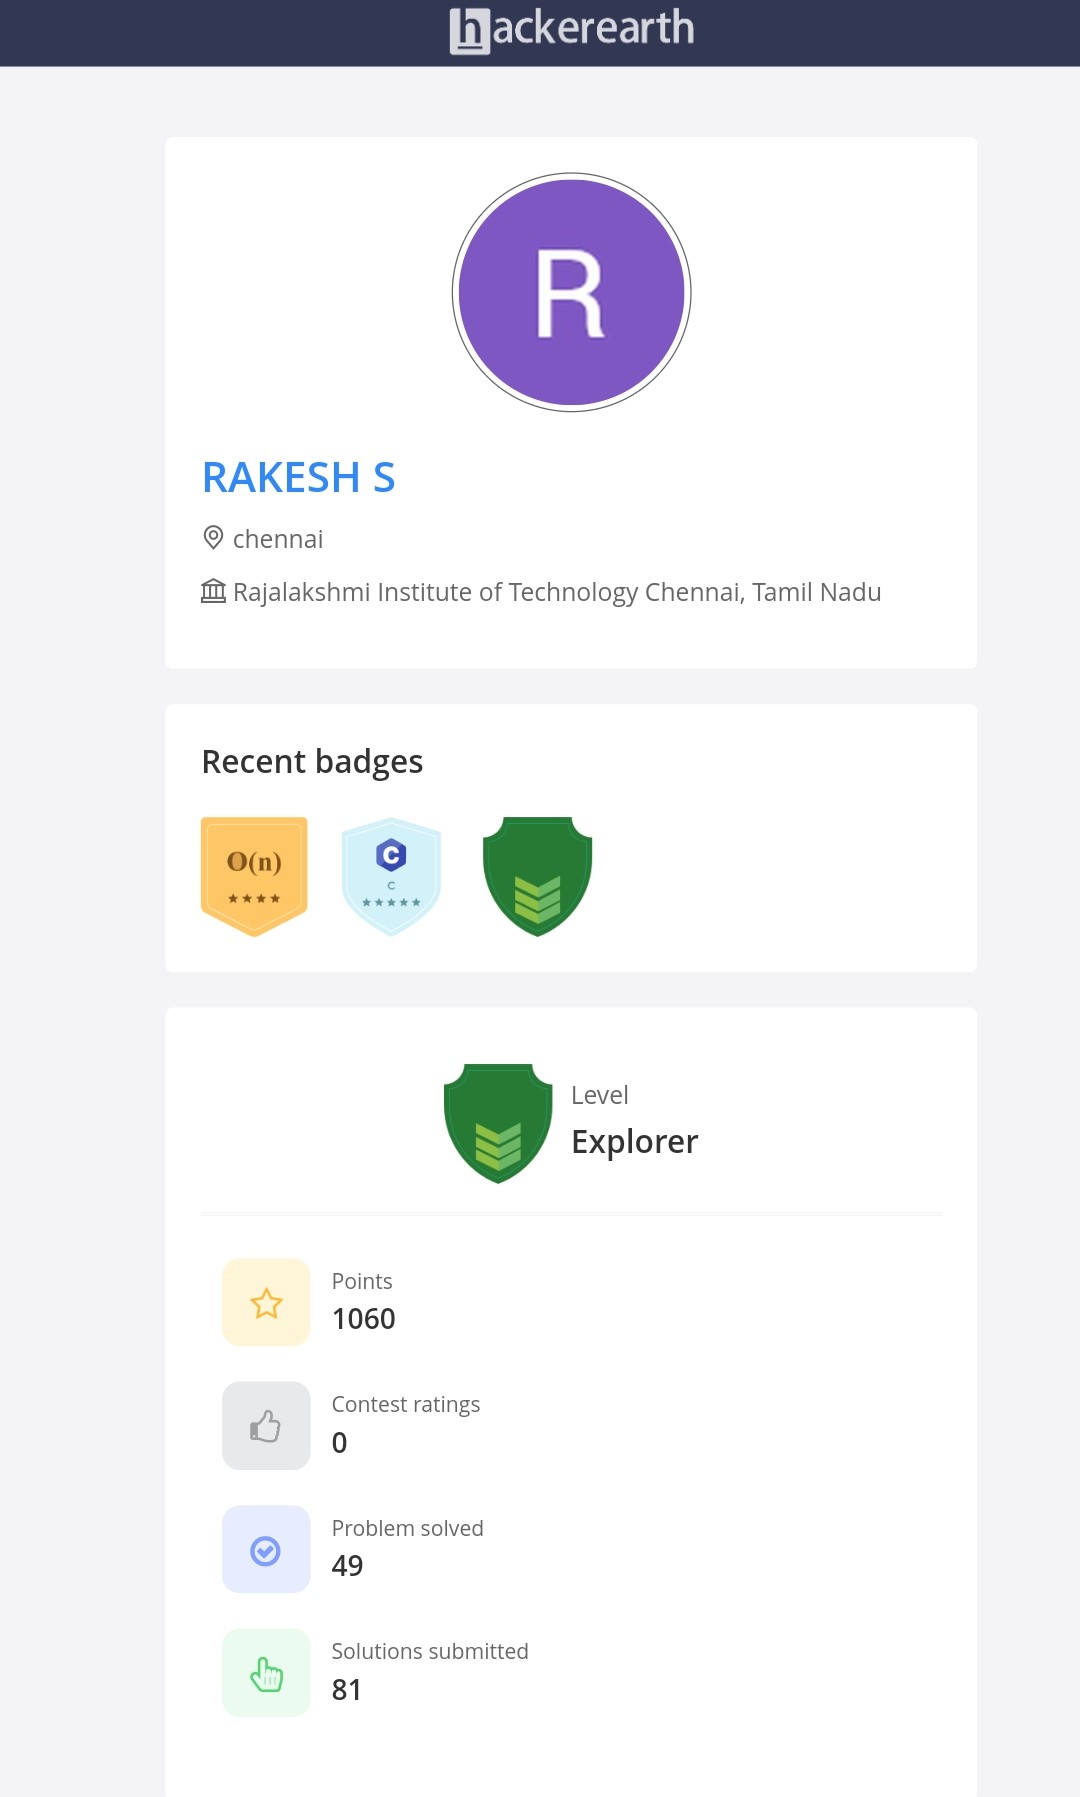 hackerearth
R
RAKESH S
chennai
Rajalakshmi Institute of Technology Chennai, Tamil Nadu
Recent badges
O(n)
C
C
Level
Explorer
Points
1060
Contest ratings
0
Problem solved
49
Solutions submitted
81